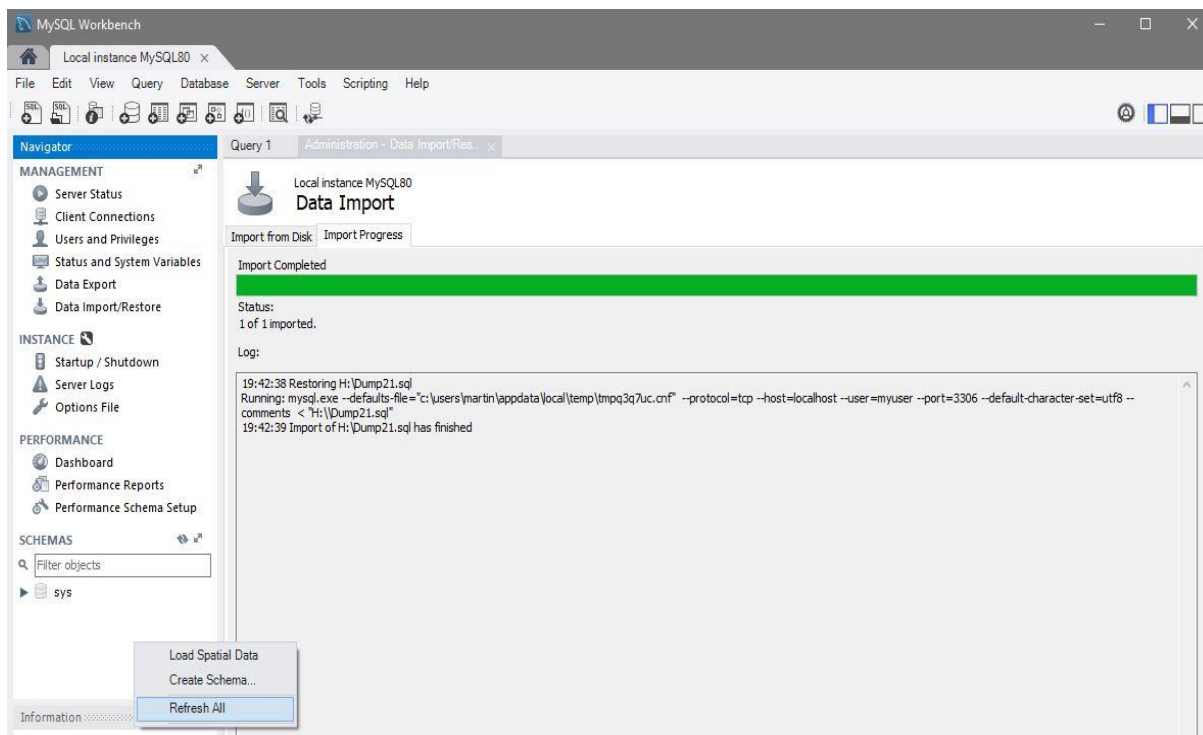 MySQL Workbench
Local instance MySQL80
File Edit View Query Database Server Tools Scripting Help
Navigator
MANAGEMENT
Server Status
Client Connections
Users and Privileges
Status and System Variables
Data Export
Data Import/Restore
INSTANCE
Startup / Shutdown
Server Logs
Options File
PERFORMANCE
Dashboard
Performance Reports
Performance Schema Setup
SCHEMAS
Filter objects
sys
Load Spatial Data
Create Schema...
Refresh All
Information
Query 1 Administration - Data Import/Res...
Local instance MySQL80
Data Import
Import from Disk Import Progress
Import Completed
Status:
1 of 1 imported.
Log:
19:42:38 Restoring H:\Dump21.sql
Running: mysql.exe --defaults-file="c:\users\martin\appdata\local\temp\tmpq3q7uc.cnf" --protocol=tcp --host=localhost --user=myuser --port=3306 --default-character-set=utf8 --
comments < "H:\\Dump21.sql"
19:42:39 Import of H:\Dump21.sql has finished